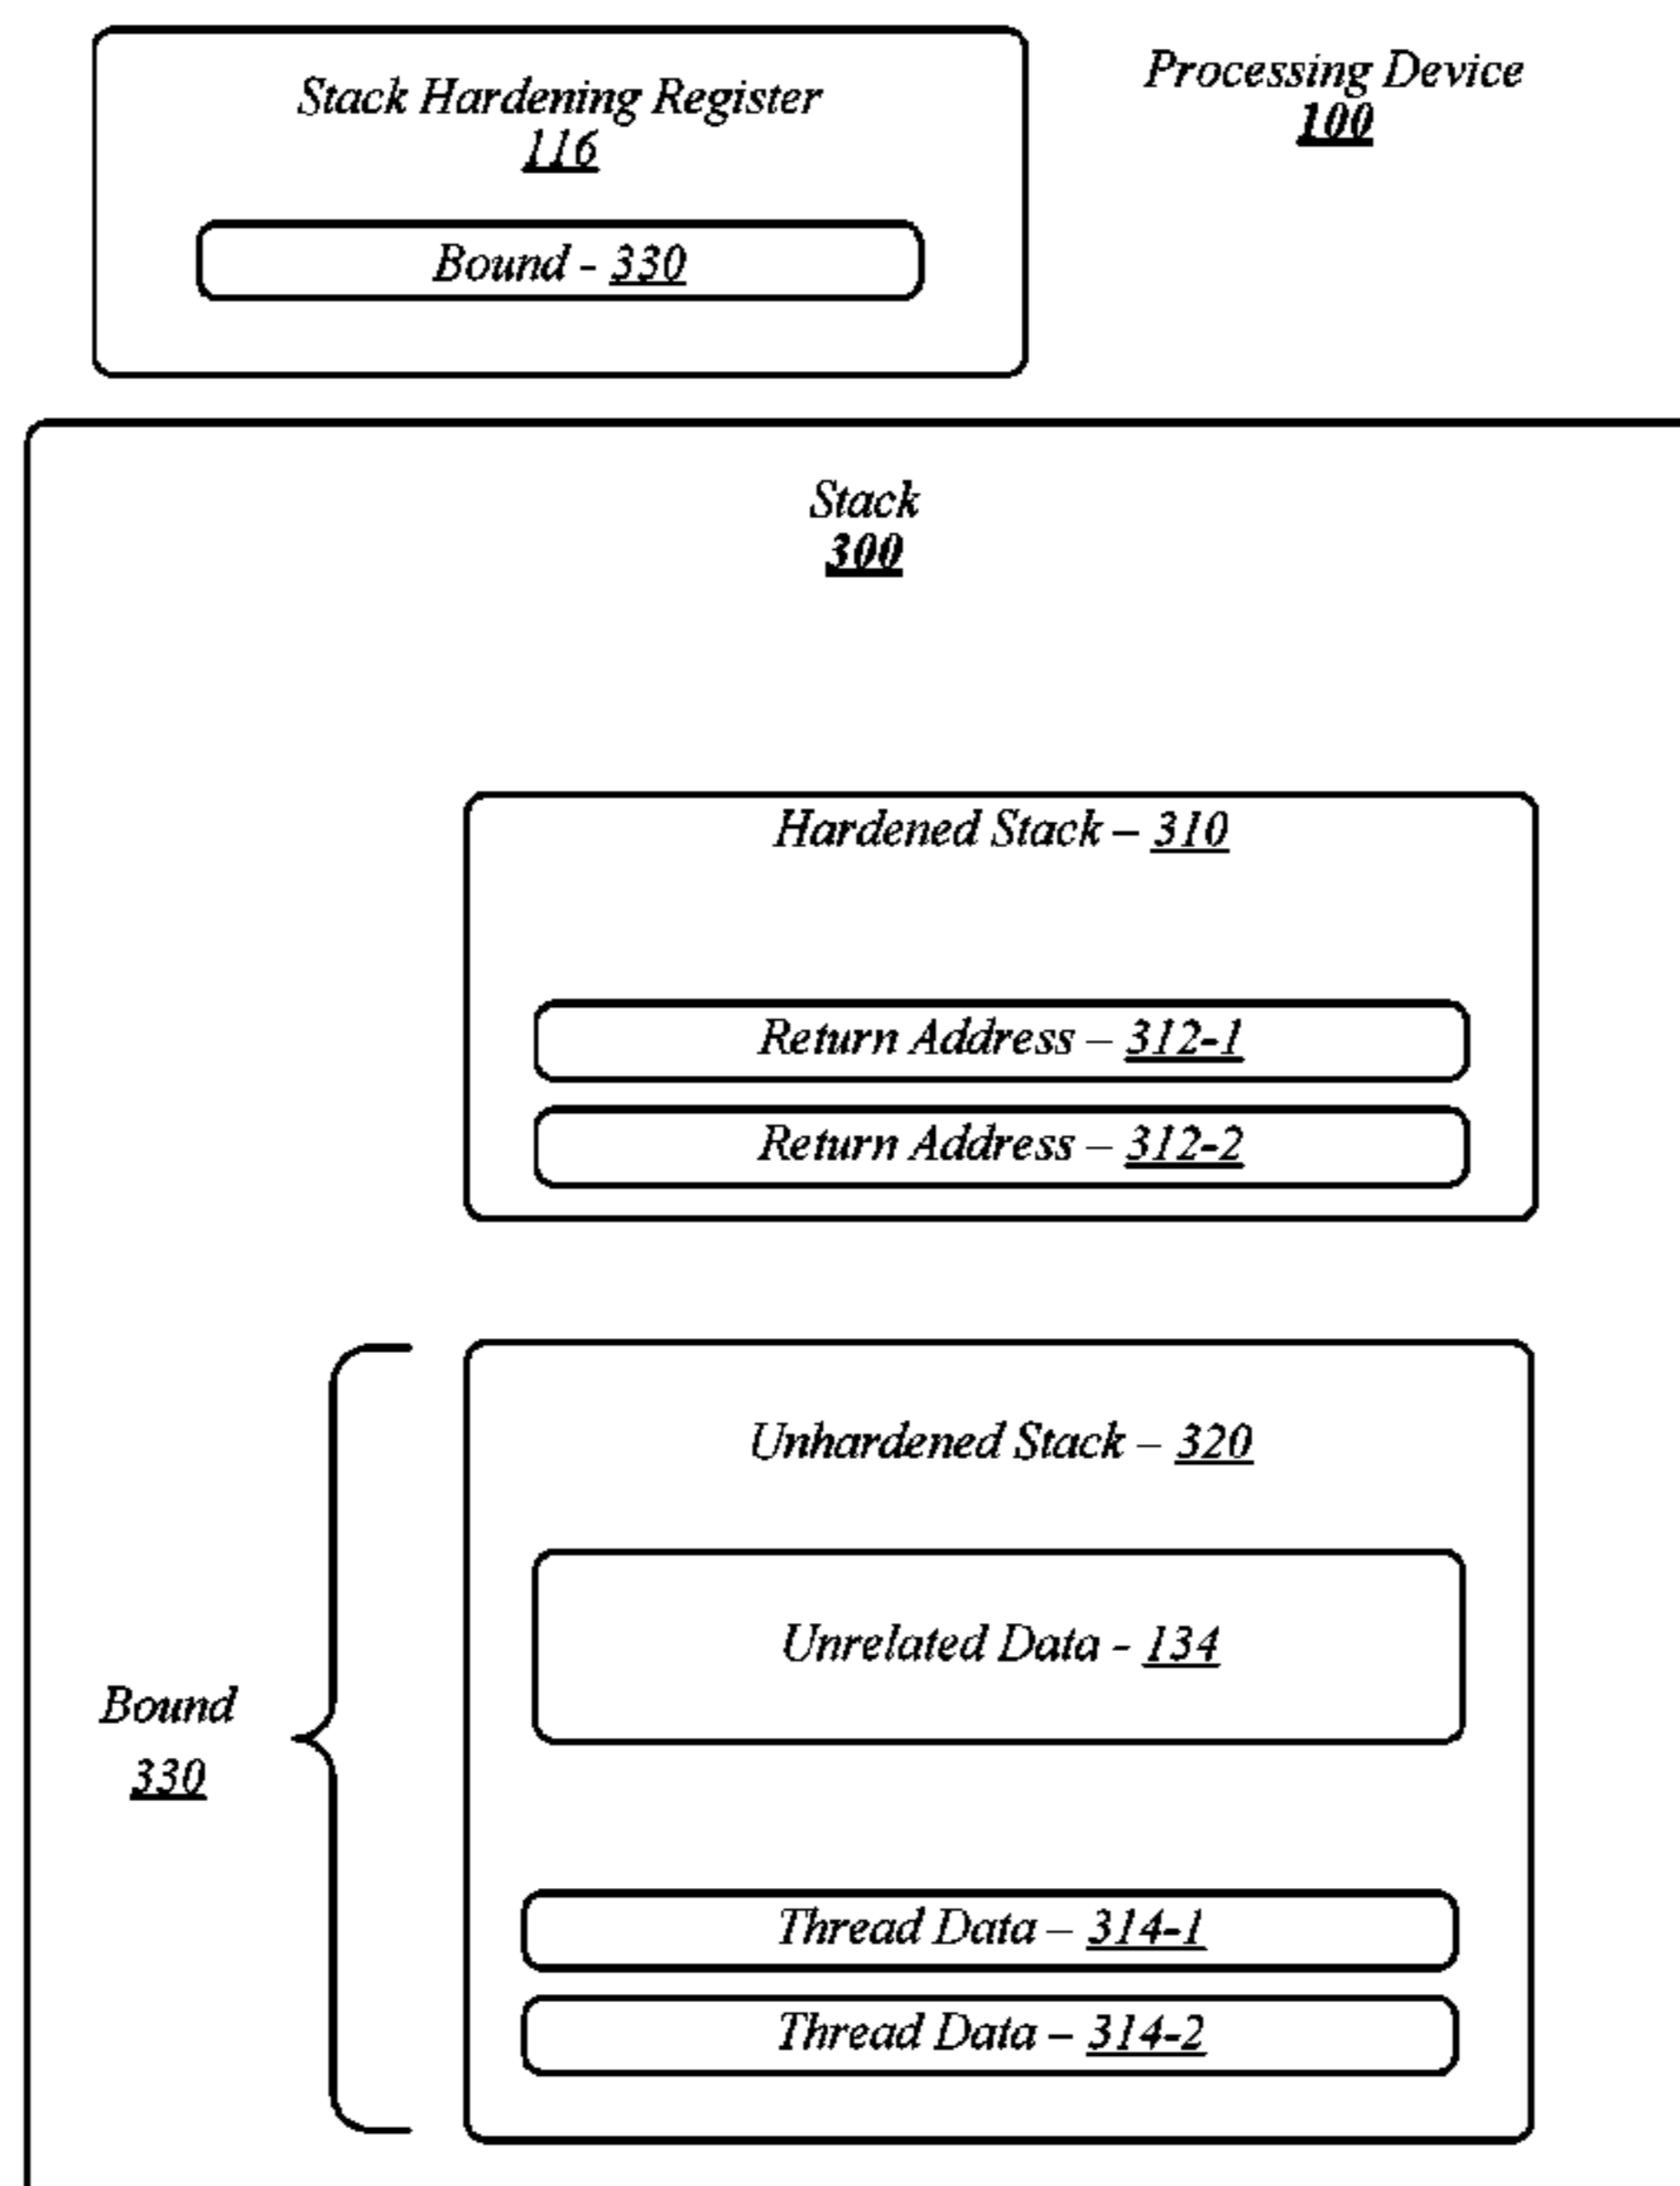 Processing Device
100
Stack Hardening Register
116
Bound - 330
Stack
300
Hardened Stack – 310
Return Address – 312-1
Return Address – 312-2
Unhardened Stack – 320
Unrelated Data - 134
Bound
330
Thread Data – 314-1
Thread Data – 314-2